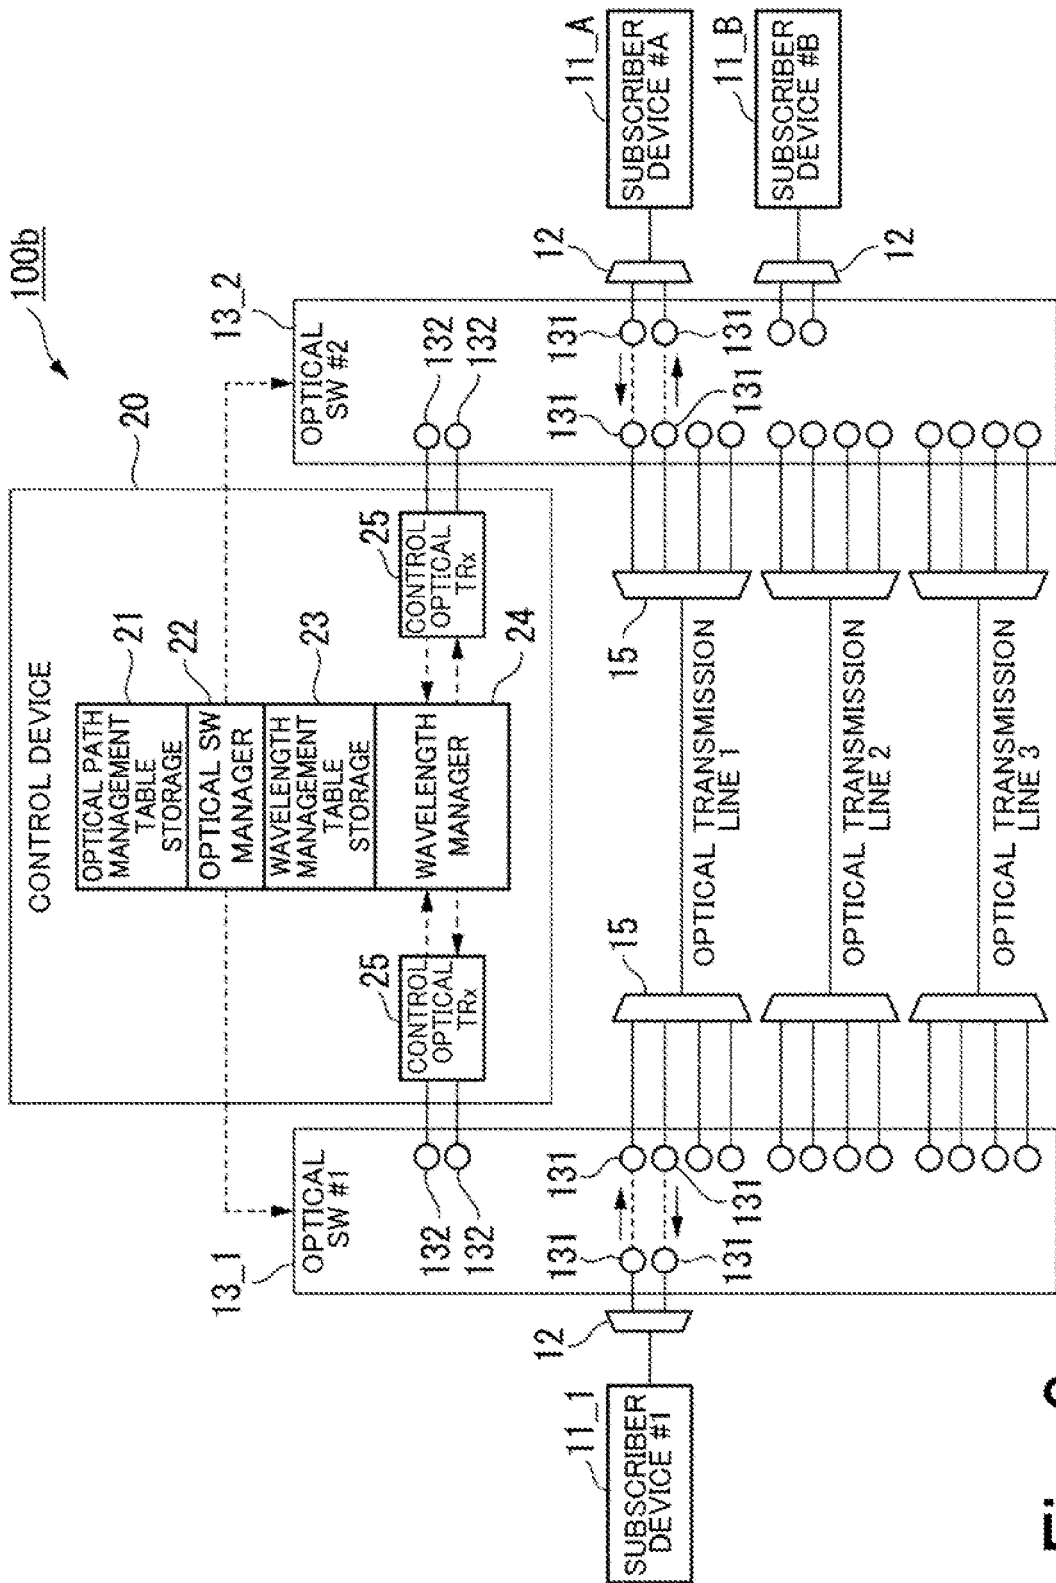 100b
CONTROL DEVICE
20
OPTICAL PATH
MANAGEMENT
TABLE
STORAGE
21
OPTICAL SW
MANAGER
22
WAVELENGTH
MANAGEMENT
TABLE
STORAGE
23
WAVELENGTH
MANAGER
24
CONTROL
OPTICAL
TRx
25
CONTROL
OPTICAL
TRx
25
13_1
OPTICAL
SW #1
132
132
131
131
131
131
13_2
OPTICAL
SW #2
132
132
131
131
131
131
11_1
SUBSCRIBER
DEVICE #1
12
15
OPTICAL TRANSMISSION
LINE 1
15
OPTICAL TRANSMISSION
LINE 2
OPTICAL TRANSMISSION
LINE 3
12
11_A
SUBSCRIBER
DEVICE #A
12
11_B
SUBSCRIBER
DEVICE #B